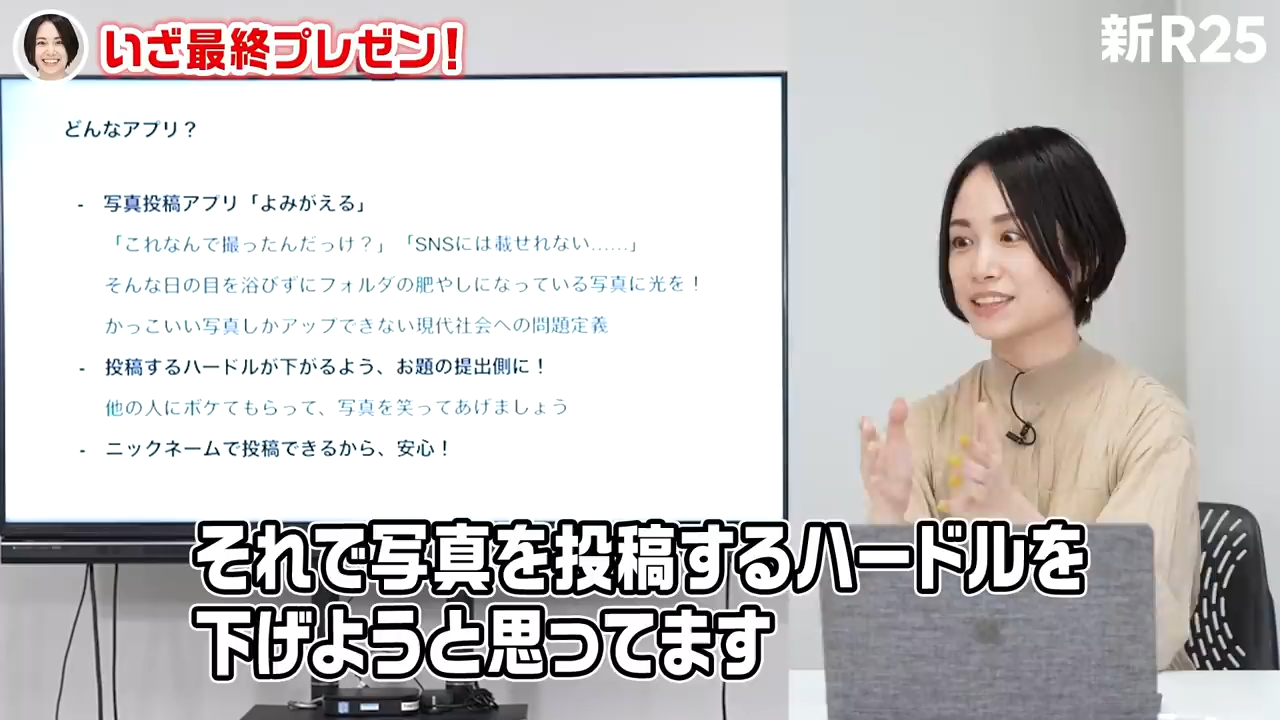 いざ最終プレゼン!
新R25
どんなアプリ？
- 写真投稿アプリ「よみがえる」
「これなんで撮ったんだっけ？」「SNSには載せれない……」
そんな日の目を浴びずにフォルダの肥やしになっている写真に光を！
かっこいい写真しかアップできない現代社会への問題定義
- 投稿するハードルが下がるよう、お題の提出側に！
他の人にボケてもらって、写真を笑ってあげましょう
- ニックネームで投稿できるから、安心！
それで写真を投稿するハードルを
下げようと思ってます